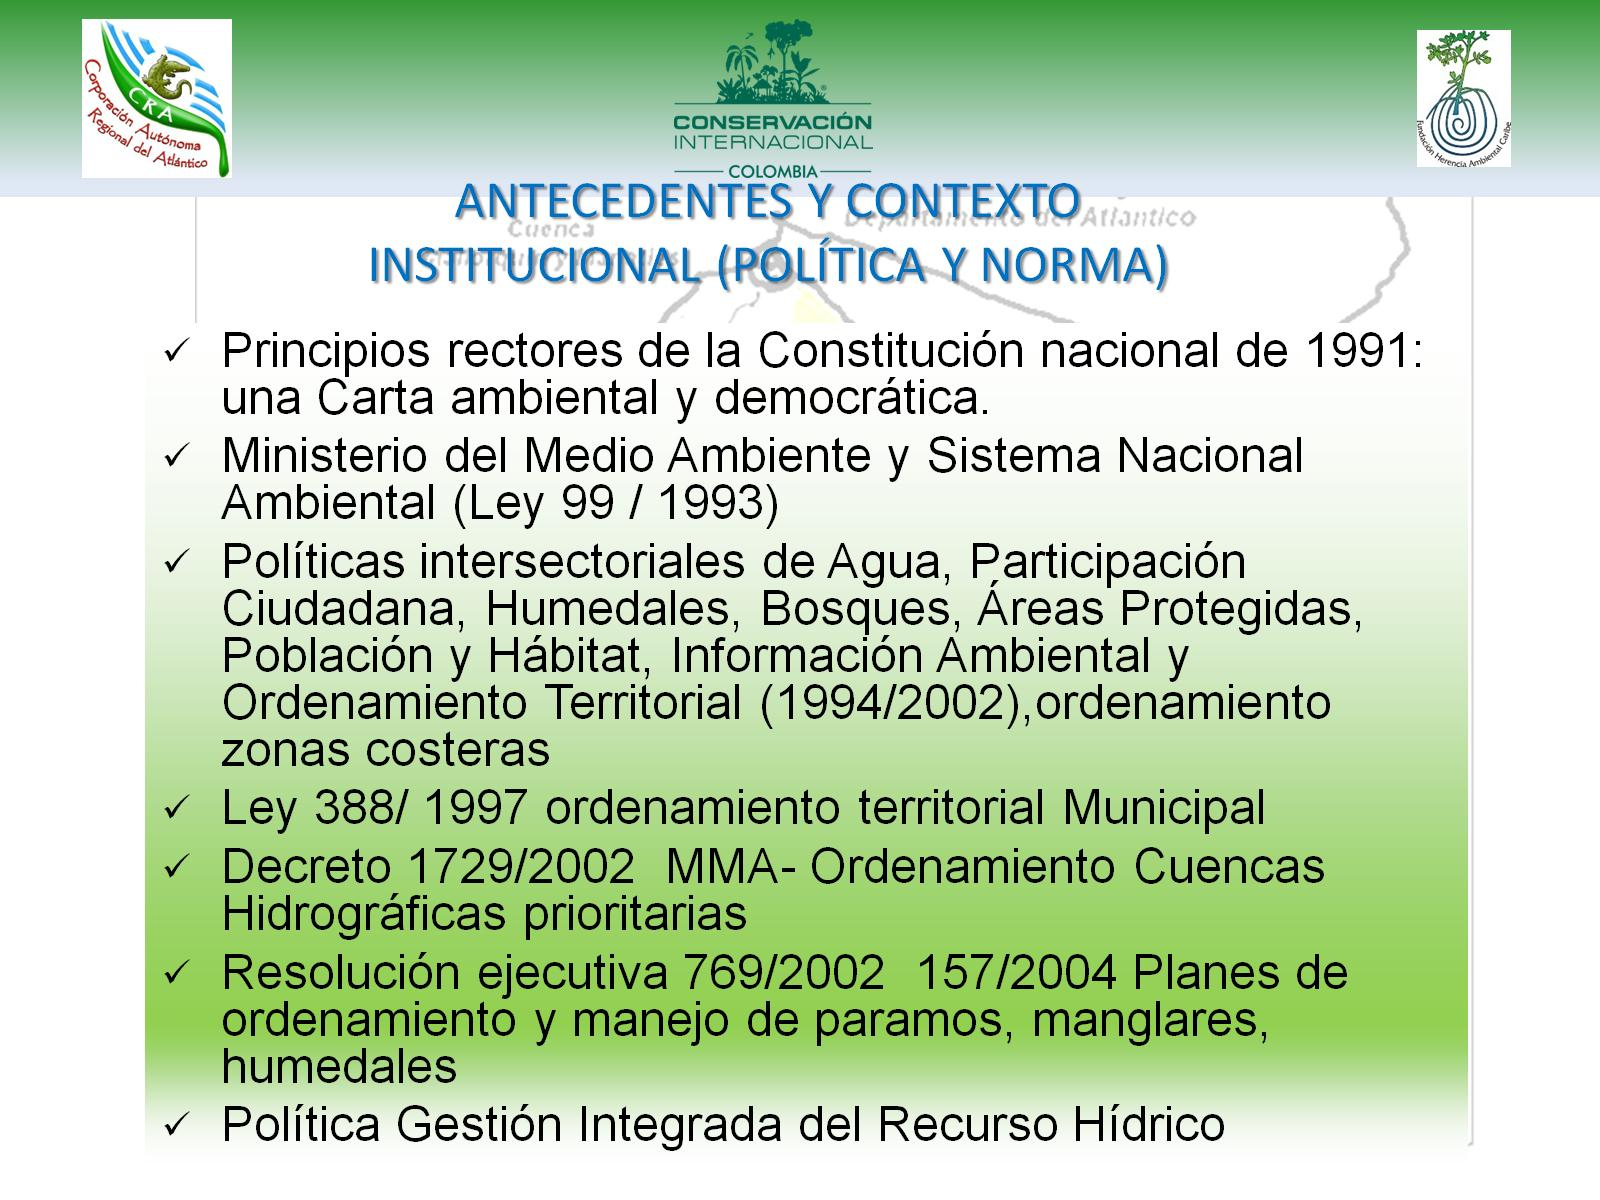 Corporación Autónoma
Regional del Atlántico
CRA
CONSERVACIÓN
INTERNACIONAL
COLOMBIA
Fundación Herencia Ambiental Caribe
ANTECEDENTES Y CONTEXTO
INSTITUCIONAL (POLÍTICA Y NORMA)
Departamento del Atlantico
Cuenca
✓ Principios rectores de la Constitución nacional de 1991:
una Carta ambiental y democrática.
✓ Ministerio del Medio Ambiente y Sistema Nacional
Ambiental (Ley 99 / 1993)
✓ Políticas intersectoriales de Agua, Participación
Ciudadana, Humedales, Bosques, Áreas Protegidas,
Población y Hábitat, Información Ambiental y
Ordenamiento Territorial (1994/2002),ordenamiento
zonas costeras
✓ Ley 388/ 1997 ordenamiento territorial Municipal
✓ Decreto 1729/2002  MMA- Ordenamiento Cuencas
Hidrográficas prioritarias
✓ Resolución ejecutiva 769/2002  157/2004 Planes de
ordenamiento y manejo de paramos, manglares,
humedales
✓ Política Gestión Integrada del Recurso Hídrico